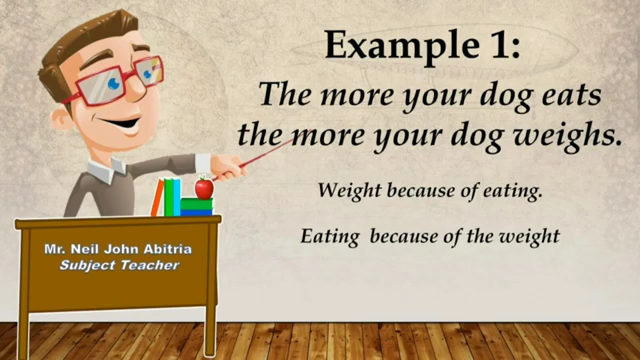 Example 1:
The more your dog eats
the more your dog weighs.
Weight because of eating.
Eating because of the weight
Mr. Neil John Abitria
Subject Teacher